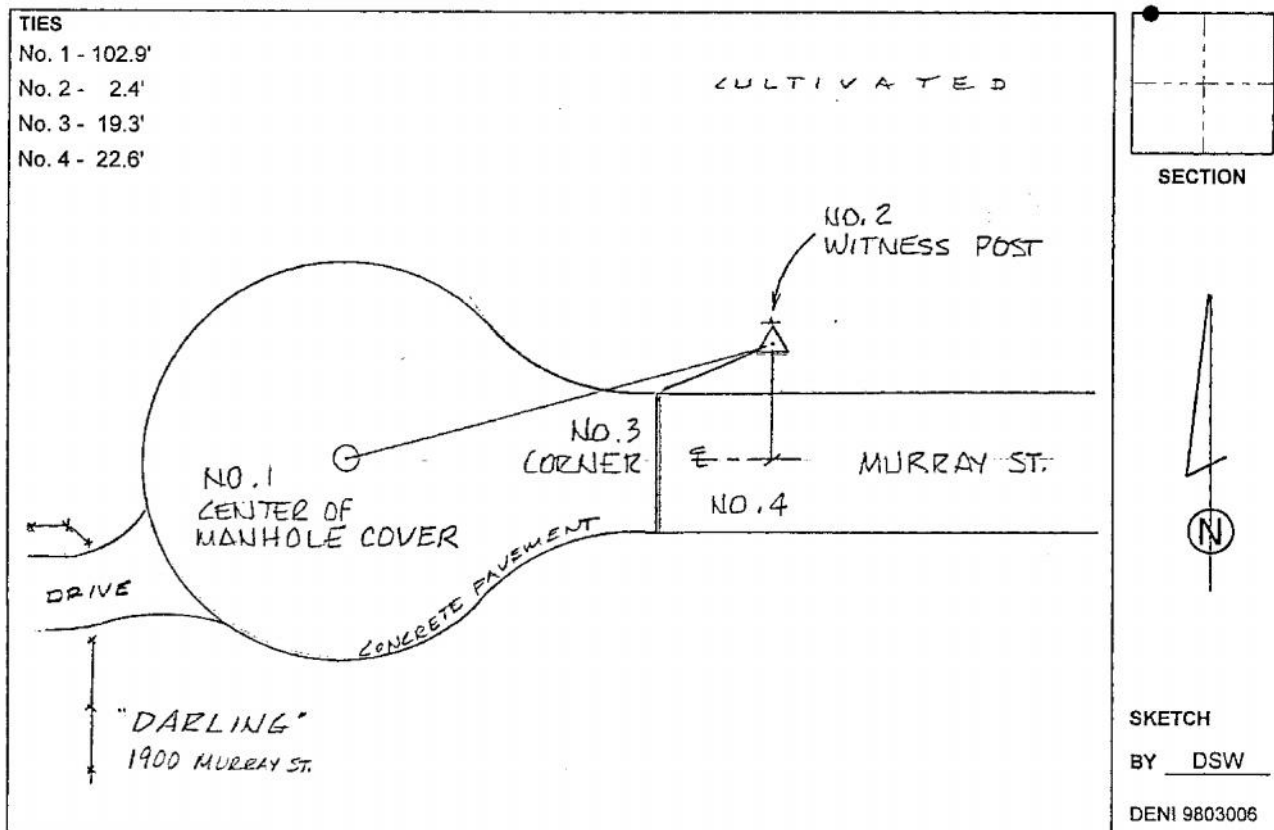 TIES
No. 1 - 102.9'
No. 2 - 2.4'
No. 3 - 19.3'
No. 4 - 22.6'
CULTIVATED
SECTION
NO. 2
WITNESS POST
NO. 3
CORNER
℄
MURRAY ST.
NO. 4
NO. 1
CENTER OF
MANHOLE COVER
CONCRETE PAVEMENT
DRIVE
N
"DARLING"
1900 MURRAY ST.
SKETCH
BY DSW
DENI 9803006